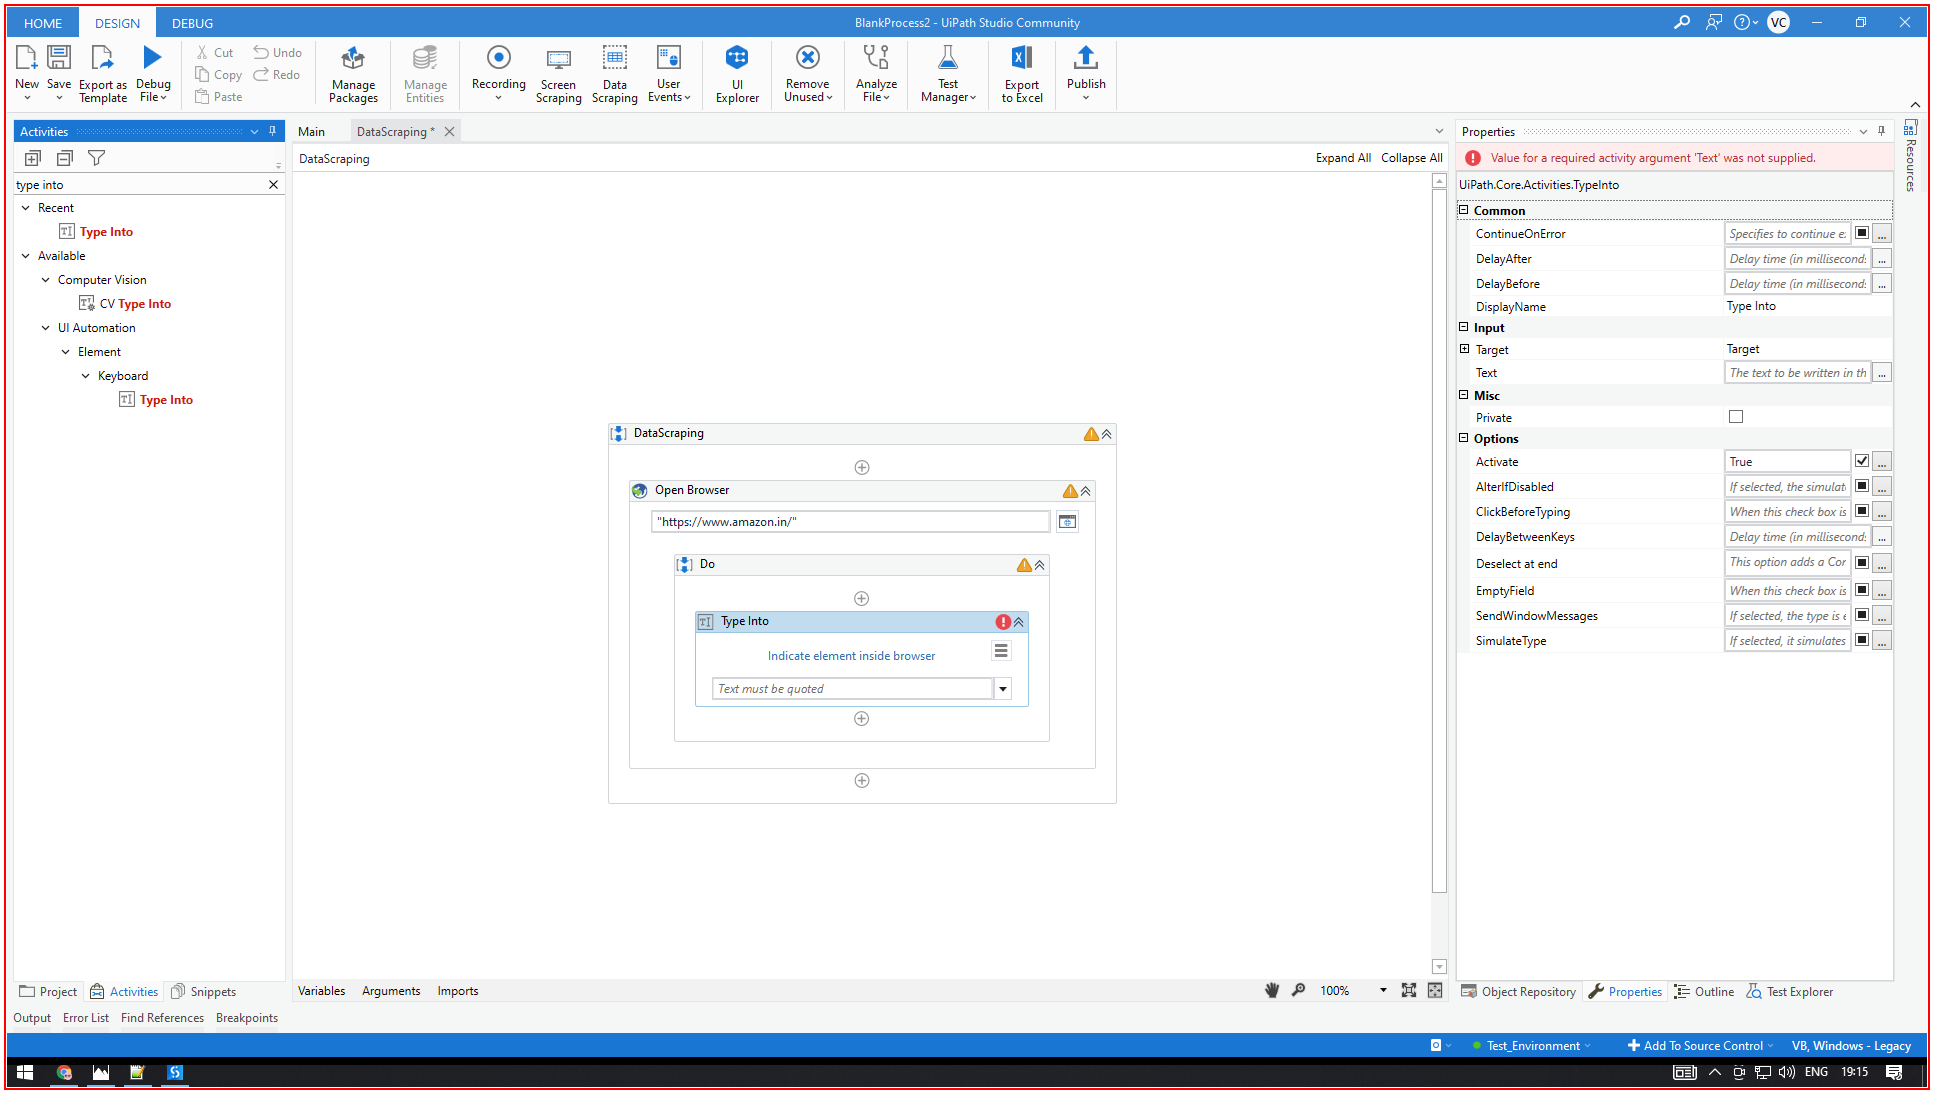 HOME DESIGN DEBUG
BlankProcess2 - UiPath Studio Community
VC
New Save Export as Template Debug File
Cut Copy Paste
Undo Redo
Manage Packages
Manage Entities
Recording
Screen Scraping
Data Scraping
User Events
UI Explorer
Remove Unused
Analyze File
Test Manager
Export to Excel
Publish
Activities
type into
Recent
Type Into
Available
Computer Vision
CV Type Into
UI Automation
Element
Keyboard
Type Into
Project Activities Snippets
Main DataScraping *
DataScraping
Expand All Collapse All
DataScraping
Open Browser
"https://www.amazon.in/"
Do
Type Into
Indicate element inside browser
Text must be quoted
Variables Arguments Imports
100%
Properties
Value for a required activity argument 'Text' was not supplied.
UiPath.Core.Activities.TypeInto
Common
ContinueOnError Specifies to continue e: ...
DelayAfter Delay time (in milliseconds ...
DelayBefore Delay time (in milliseconds ...
DisplayName Type Into
Input
Target Target
Text The text to be written in th ...
Misc
Private
Options
Activate True ...
AlterIfDisabled If selected, the simulat ...
ClickBeforeTyping When this check box is ...
DelayBetweenKeys Delay time (in milliseconds ...
Deselect at end This option adds a Cor ...
EmptyField When this check box is ...
SendWindowMessages If selected, the type is e ...
SimulateType If selected, it simulates ...
Object Repository Properties Outline Test Explorer
Resources
Output Error List Find References Breakpoints
Test_Environment
Add To Source Control
VB, Windows - Legacy
ENG 19:15